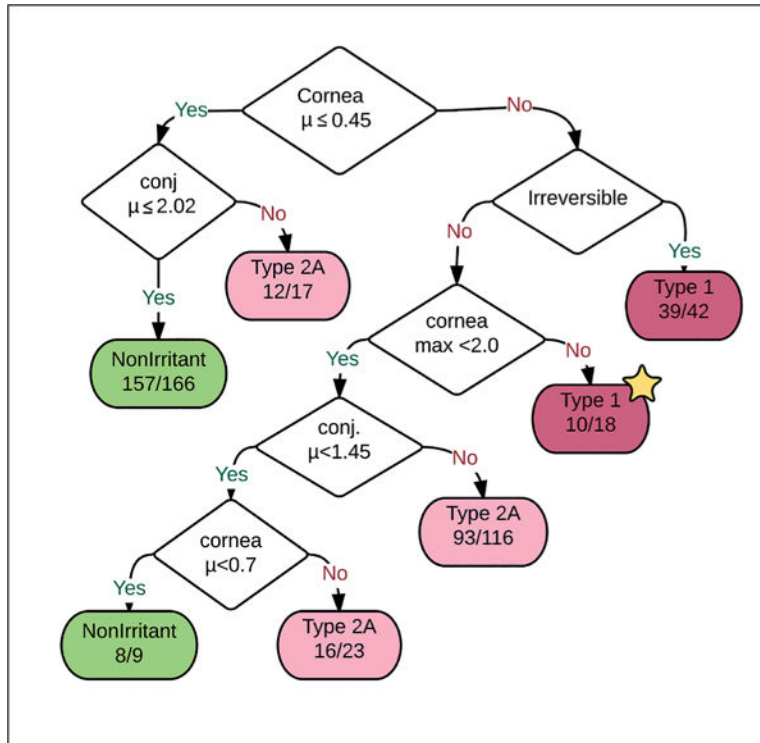 Cornea
μ ≤ 0.45
Yes
No
conj
μ ≤ 2.02
Irreversible
No
No
Yes
Type 2A
12/17
Yes
Type 1
39/42
NonIrritant
157/166
cornea
max <2.0
Yes
No
Type 1
10/18
conj.
μ<1.45
Yes
No
Type 2A
93/116
cornea
μ<0.7
Yes
No
NonIrritant
8/9
Type 2A
16/23